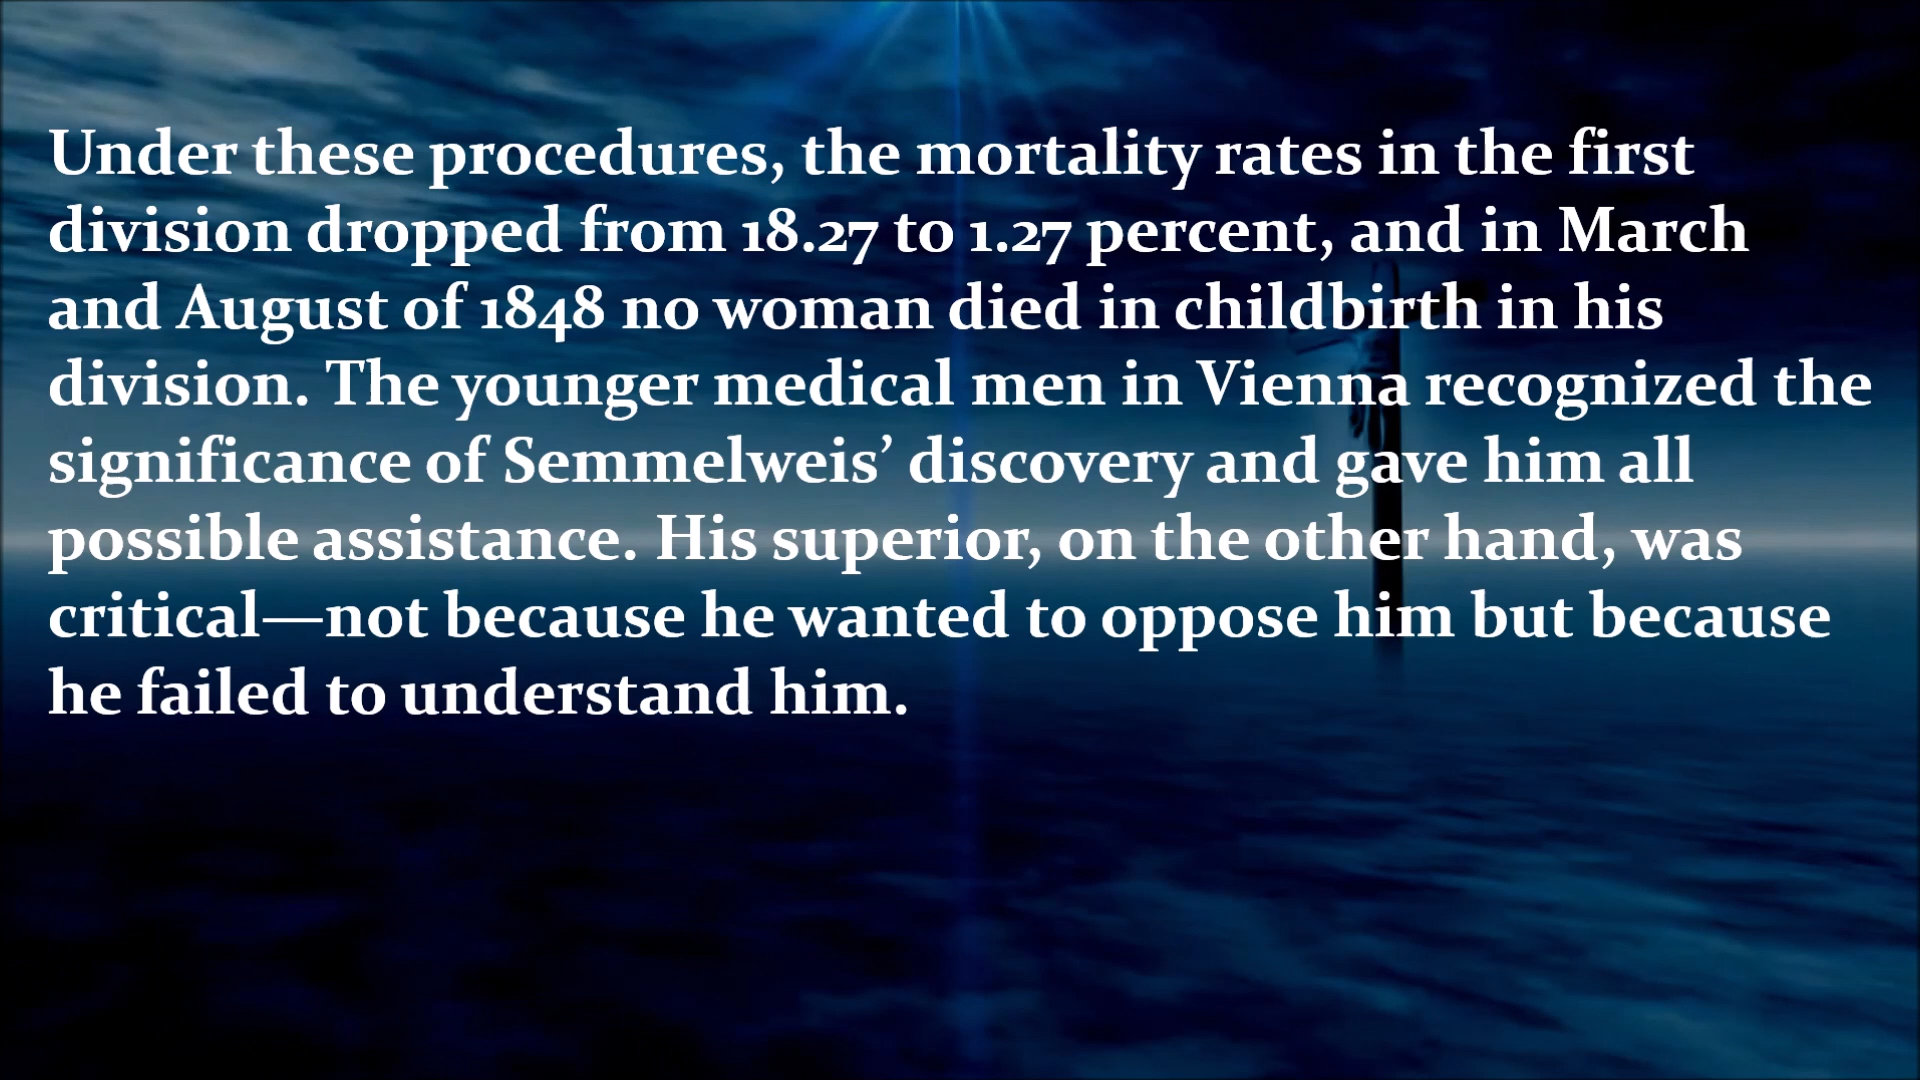 Under these procedures, the mortality rates in the first
division dropped from 18.27 to 1.27 percent, and in March
and August of 1848 no woman died in childbirth in his
division. The younger medical men in Vienna recognized the
significance of Semmelweis’ discovery and gave him all
possible assistance. His superior, on the other hand, was
critical—not because he wanted to oppose him but because
he failed to understand him.